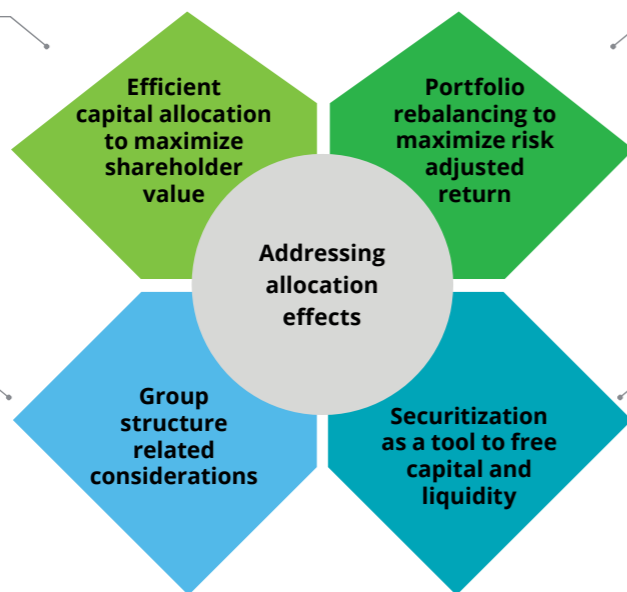 Efficient
capital allocation
to maximize
shareholder
value
Portfolio
rebalancing to
maximize risk
adjusted
return
Addressing
allocation
effects
Group
structure
related
considerations
Securitization
as a tool to free
capital and
liquidity